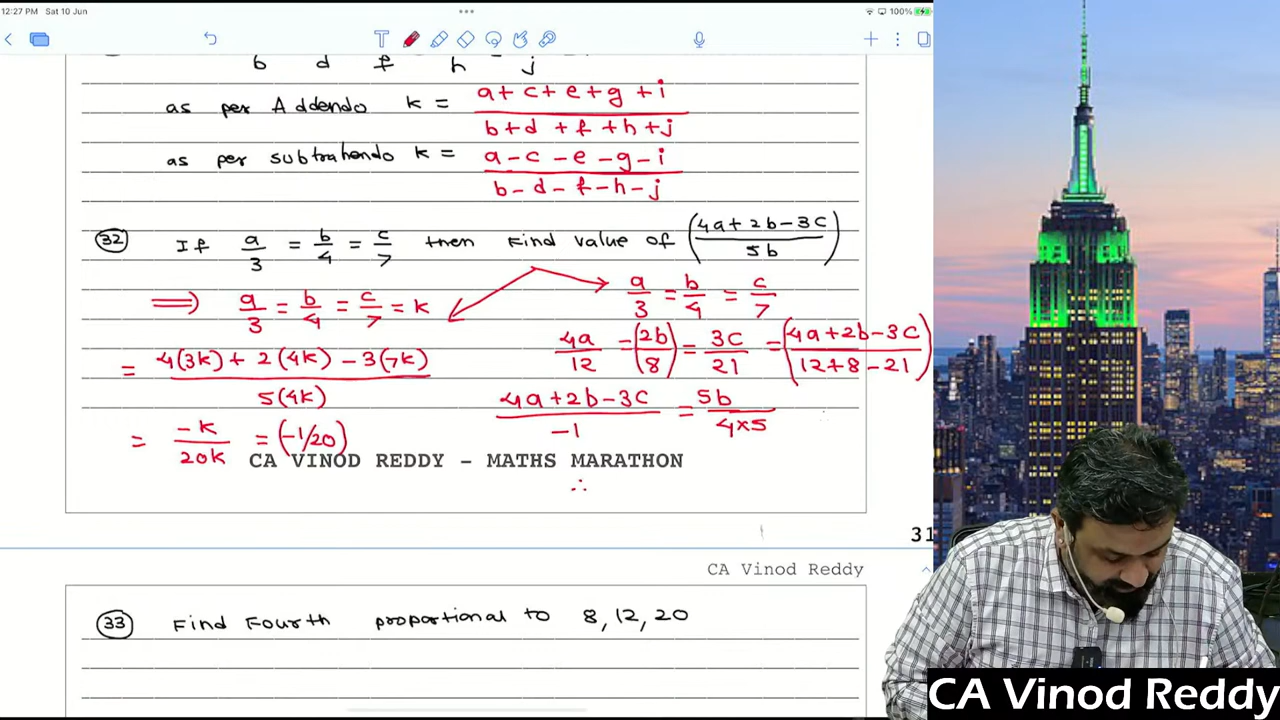 12:27 PM Sat 10 Jun
100%
b d f h j
as per Addendo k = a+c+e+g+i / b+d+f+h+j
as per subtrahendo k = a-c-e-g-i / b-d-f-h-j
32 If a/3 = b/4 = c/7 then Find value of (4a+2b-3c / 5b)
⟹ a/3 = b/4 = c/7 = k
= 4(3k)+2(4k)-3(7k) / 5(4k)
= -k/20k = (-1/20)
a/3 = b/4 = c/7
4a/12 = (2b/8) = 3c/21 = (4a+2b-3c / 12+8-21)
4a+2b-3c / -1 = 5b / 4×5
∴
CA VINOD REDDY - MATHS MARATHON
31
CA Vinod Reddy
33 Find Fourth proportional to 8, 12, 20
CA Vinod Reddy